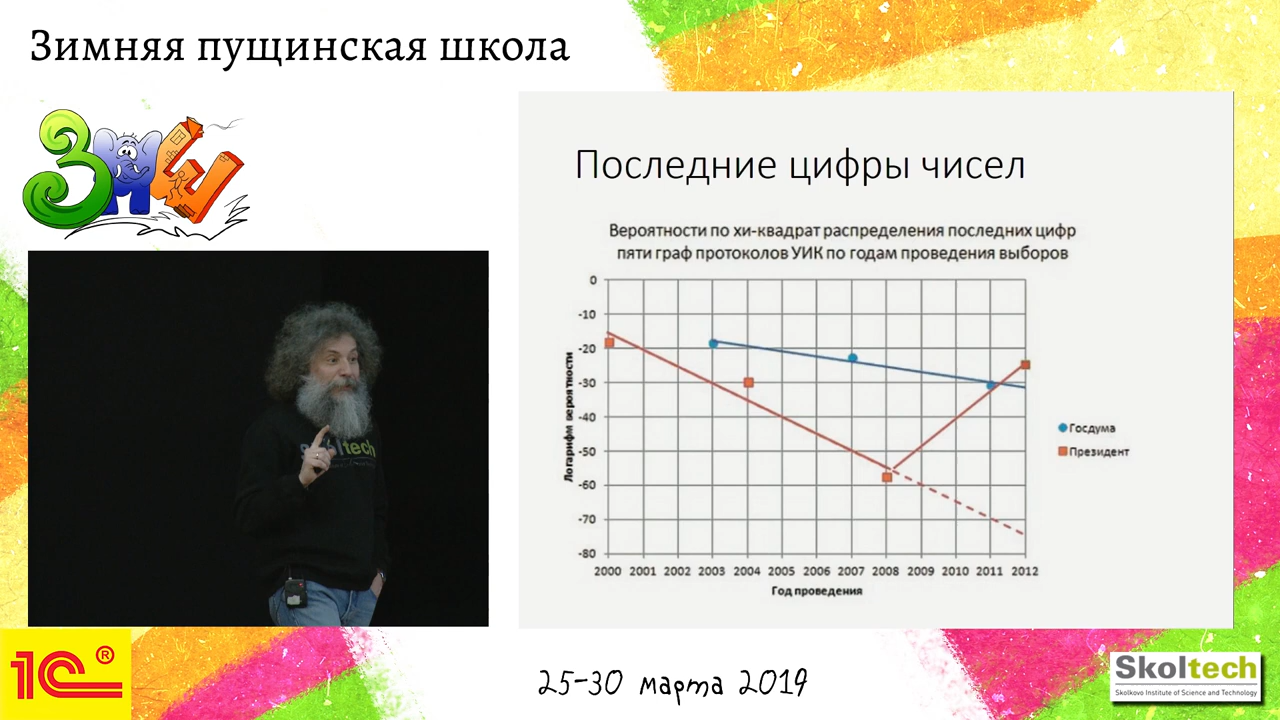 Зимняя пущинская школа
ЗПШ
skoltech
Последние цифры чисел
Вероятности по хи-квадрат распределения последних цифр
пяти граф протоколов УИК по годам проведения выборов
Логарифм вероятности
0
-10
-20
-30
-40
-50
-60
-70
-80
2000 2001 2002 2003 2004 2005 2006 2007 2008 2009 2010 2011 2012
Год проведения
Госдума
Президент
1С®
25-30 марта 2019
Skoltech
Skolkovo Institute of Science and Technology